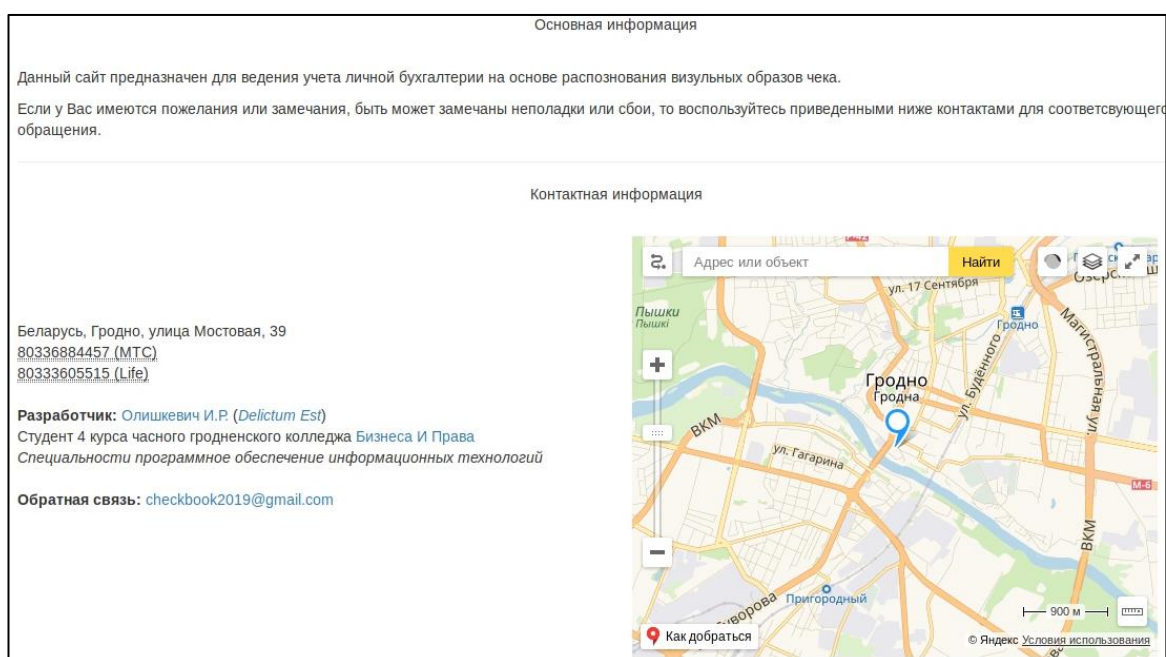 Основная информация
Данный сайт предназначен для ведения учета личной бухгалтерии на основе распознования визульных образов чека.
Если у Вас имеются пожелания или замечания, быть может замечаны неполадки или сбои, то воспользуйтесь приведенными ниже контактами для соответсвующего
обращения.
Контактная информация
Беларусь, Гродно, улица Мостовая, 39
80336884457 (МТС)
80333605515 (Life)
Разработчик: Олишкевич И.Р. (Delictum Est)
Студент 4 курса часного гродненского колледжа Бизнеса И Права
Специальности программное обеспечение информационных технологий
Обратная связь: checkbook2019@gmail.com
Адрес или объект
Найти
ул. 17 Сентября
Пышки
Пышкі
Гродно
Магистральная ул.
ул. Будённого
Гродно
Гродна
ВКМ
ул. Гагарина
М-6
ВКМ
Пригородный
900 м
Как добраться
© Яндекс Условия использования